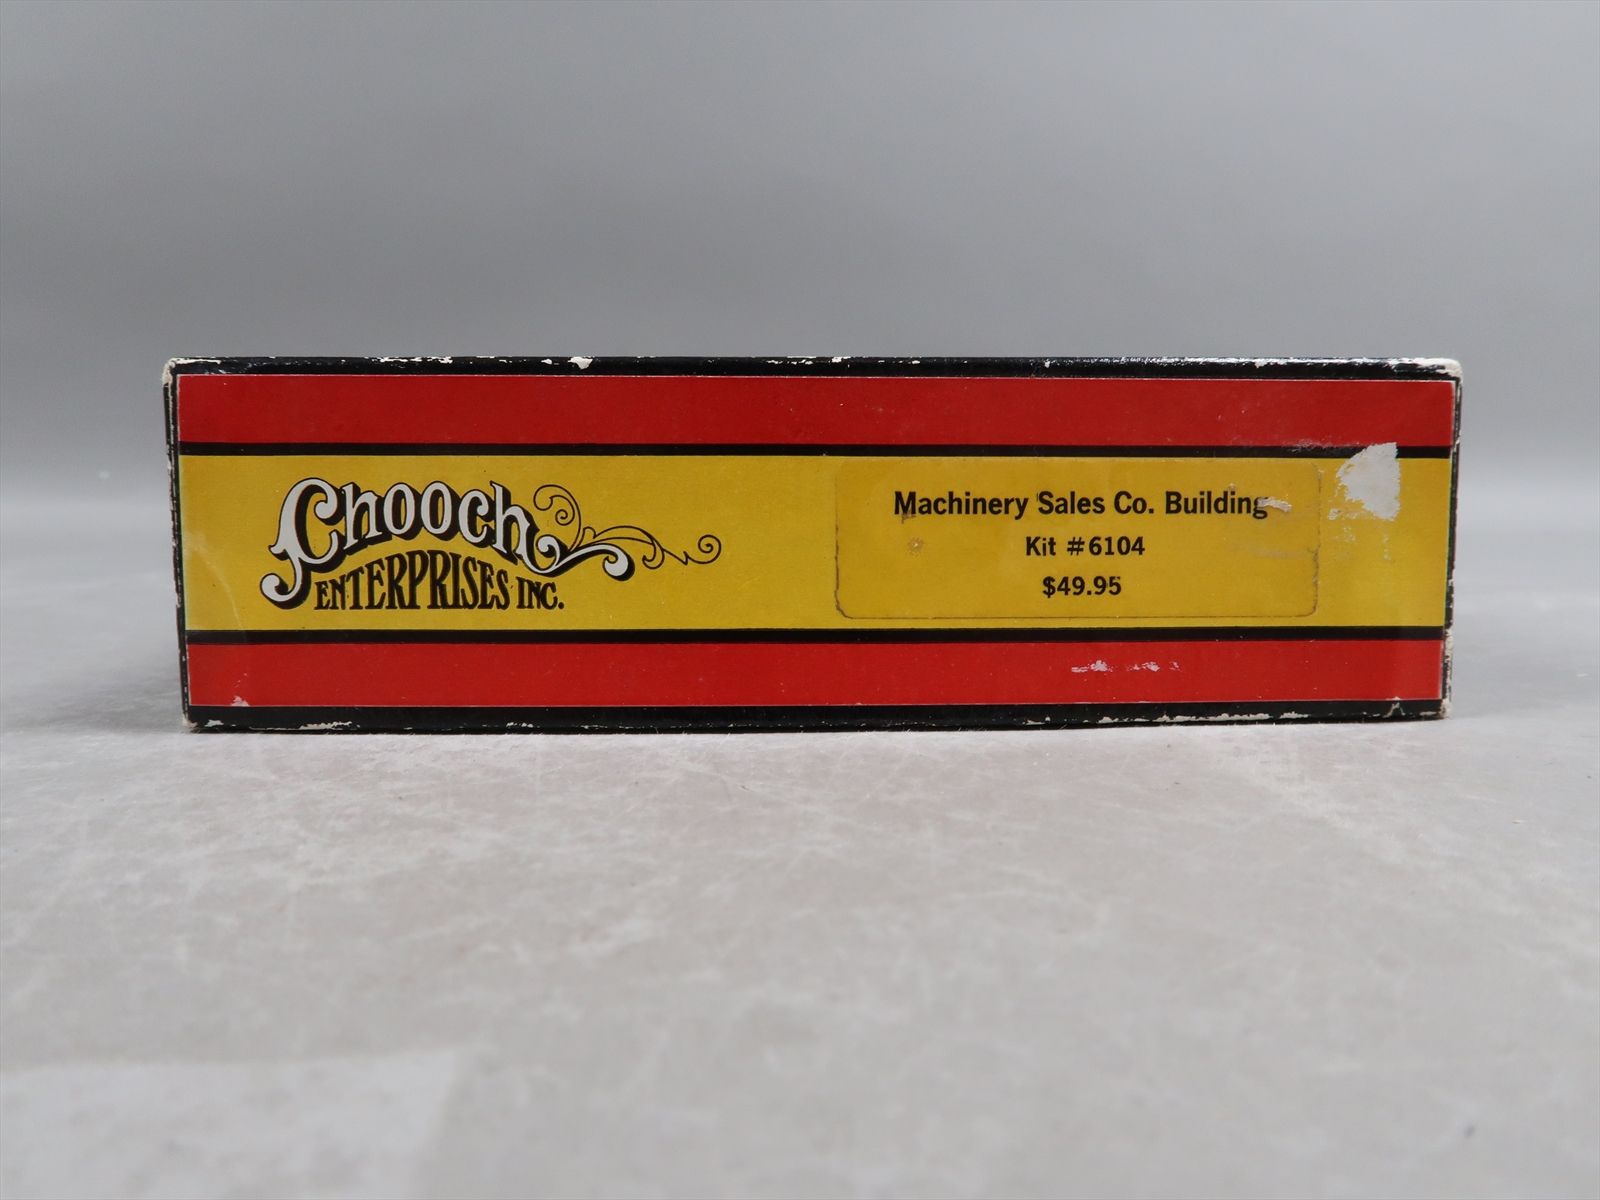 Chooch
ENTERPRISES INC.
Machinery Sales Co. Building
Kit #6104
$49.95